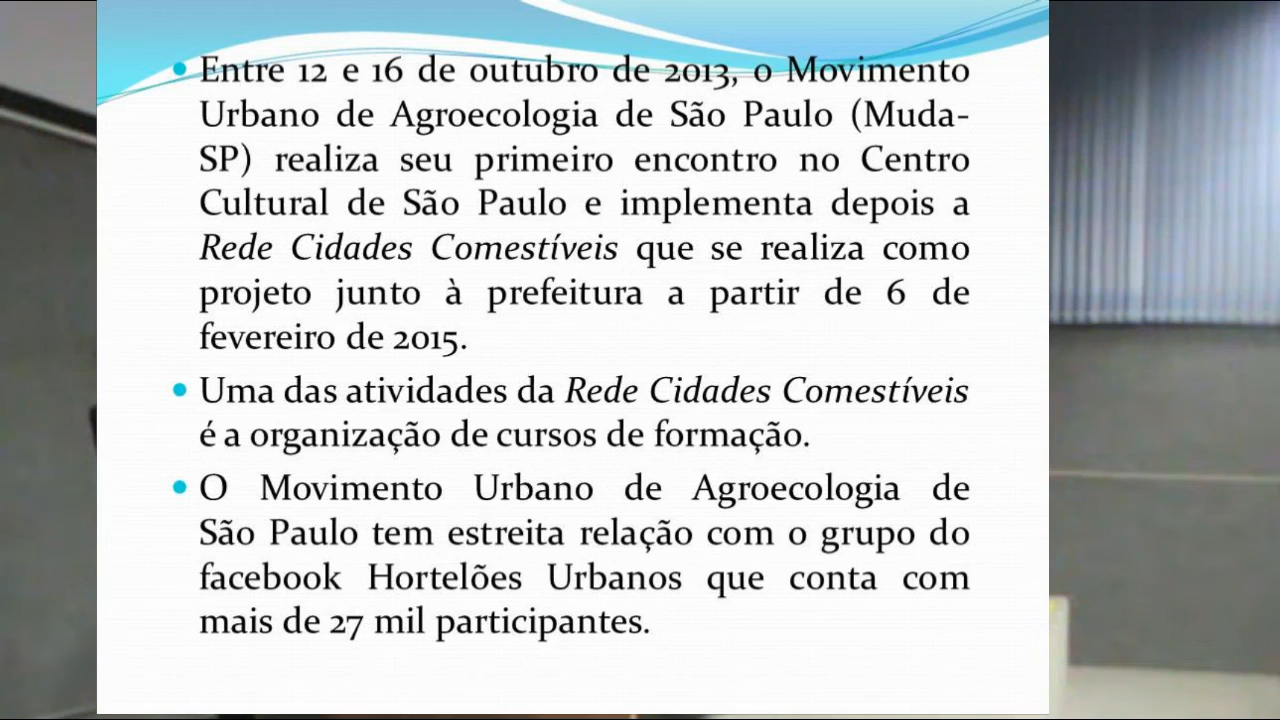 Entre 12 e 16 de outubro de 2013, o Movimento
Urbano de Agroecologia de São Paulo (Muda-
SP) realiza seu primeiro encontro no Centro
Cultural de São Paulo e implementa depois a
Rede Cidades Comestíveis que se realiza como
projeto junto à prefeitura a partir de 6 de
fevereiro de 2015.
Uma das atividades da Rede Cidades Comestíveis
é a organização de cursos de formação.
O Movimento Urbano de Agroecologia de
São Paulo tem estreita relação com o grupo do
facebook Hortelões Urbanos que conta com
mais de 27 mil participantes.